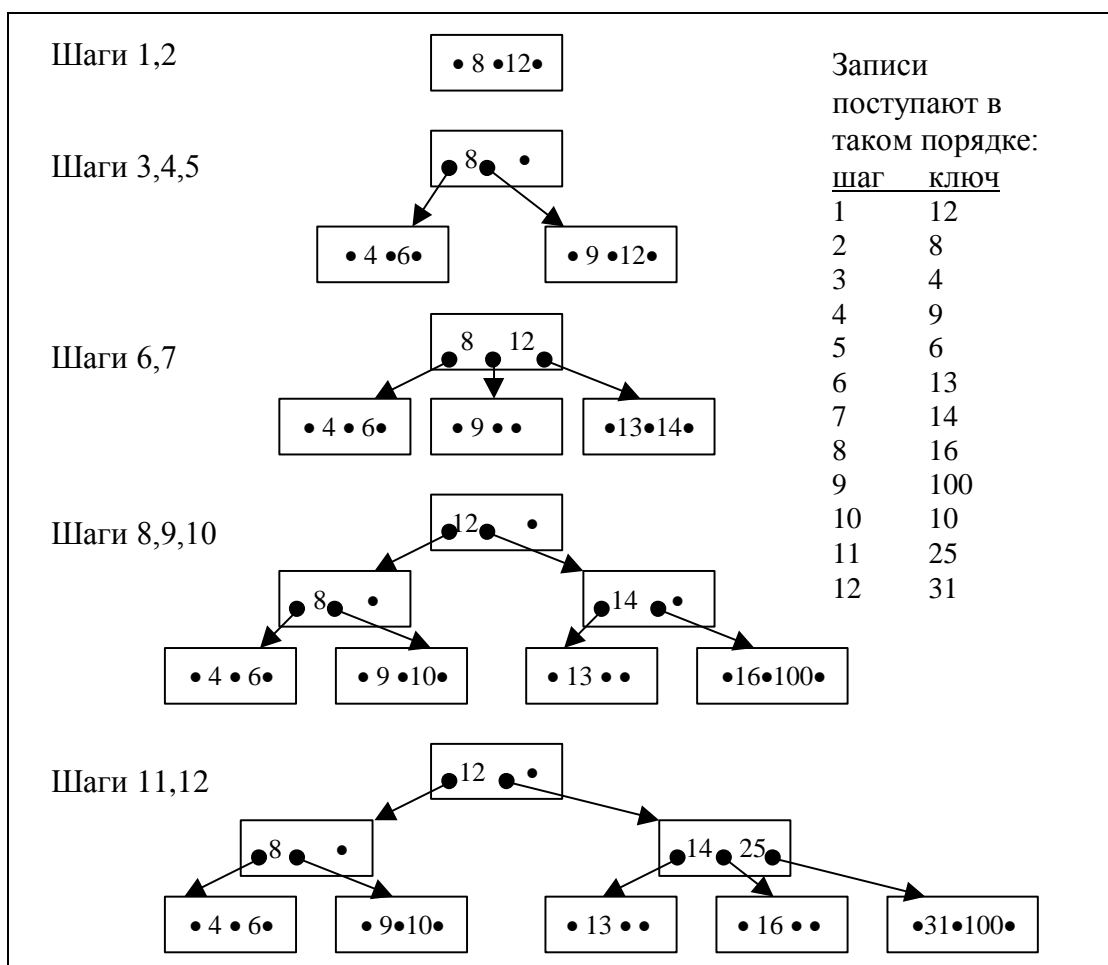 Шаги 1,2
• 8 •12•
Шаги 3,4,5
8 •
• 4 •6•
• 9 •12•
Шаги 6,7
8 12
• 4 • 6•
• 9 • •
•13•14•
Шаги 8,9,10
12 •
8 •
14 •
• 4 • 6•
• 9 •10•
• 13 • •
•16•100•
Шаги 11,12
12 •
8 •
14 25
• 4 • 6•
• 9•10•
• 13 • •
• 16 • •
•31•100•
Записи
поступают в
таком порядке:
шаг ключ
1 12
2 8
3 4
4 9
5 6
6 13
7 14
8 16
9 100
10 10
11 25
12 31